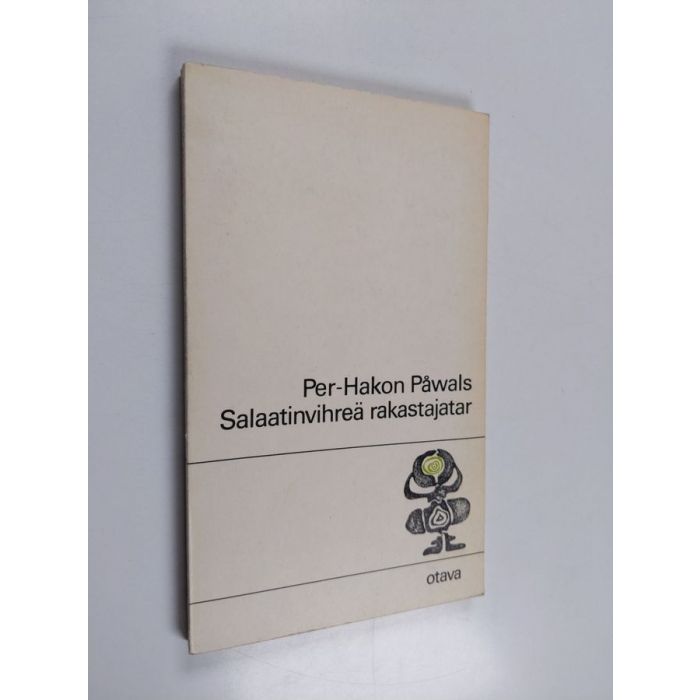 Per-Hakon Påwals
Salaatinvihreä rakastajatar
otava